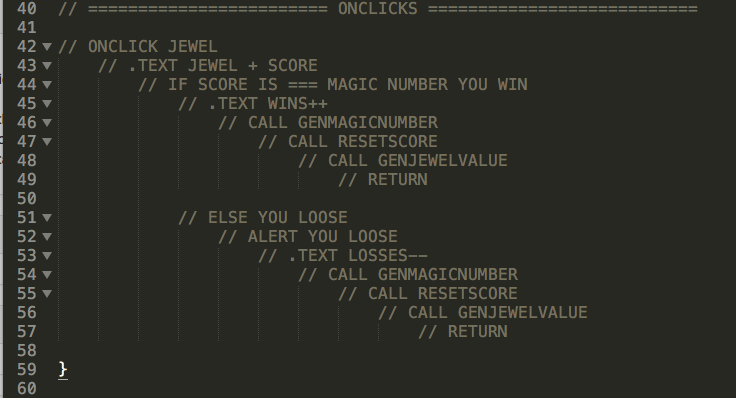 40 // ======================== ONCLICKS ===========================
41
42 // ONCLICK JEWEL
43 // .TEXT JEWEL + SCORE
44 // IF SCORE IS === MAGIC NUMBER YOU WIN
45 // .TEXT WINS++
46 // CALL GENMAGICNUMBER
47 // CALL RESETSCORE
48 // CALL GENJEWELVALUE
49 // RETURN
50
51 // ELSE YOU LOOSE
52 // ALERT YOU LOOSE
53 // .TEXT LOSSES--
54 // CALL GENMAGICNUMBER
55 // CALL RESETSCORE
56 // CALL GENJEWELVALUE
57 // RETURN
58
59 }
60